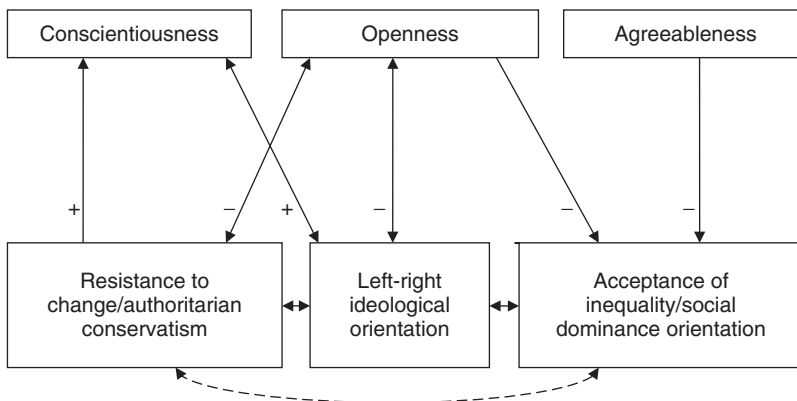 Conscientiousness
Openness
Agreeableness
+
–
+
–
–
–
Resistance to
change/authoritarian
conservatism
Left-right
ideological
orientation
Acceptance of
inequality/social
dominance orientation